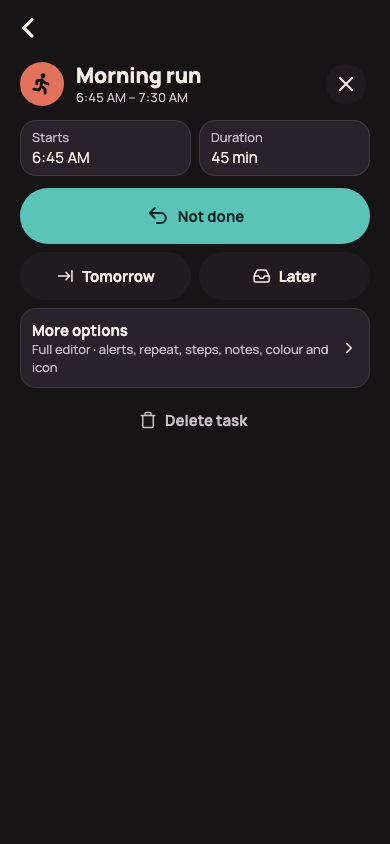 Morning run
6:45 AM – 7:30 AM
Starts
6:45 AM
Duration
45 min
Not done
Tomorrow
Later
More options
Full editor · alerts, repeat, steps, notes, colour and
icon
Delete task